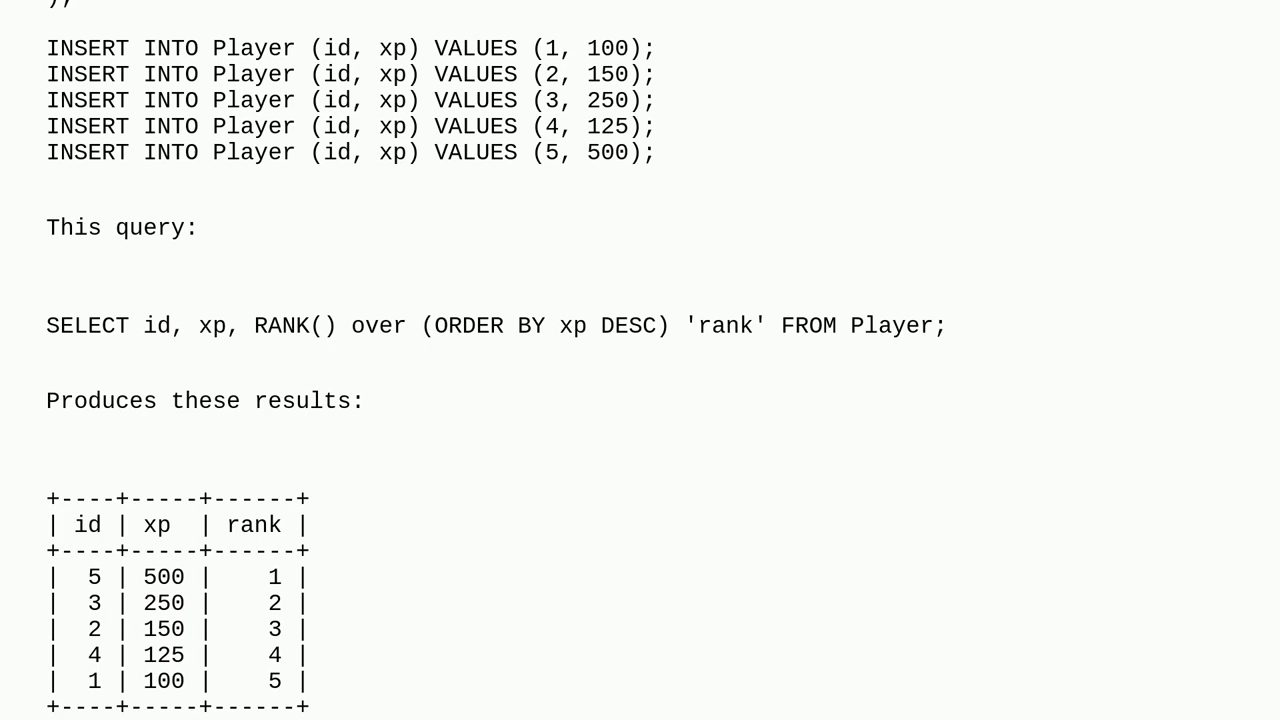 );
INSERT INTO Player (id, xp) VALUES (1, 100);
INSERT INTO Player (id, xp) VALUES (2, 150);
INSERT INTO Player (id, xp) VALUES (3, 250);
INSERT INTO Player (id, xp) VALUES (4, 125);
INSERT INTO Player (id, xp) VALUES (5, 500);
This query:
SELECT id, xp, RANK() over (ORDER BY xp DESC) 'rank' FROM Player;
Produces these results:
+----+-----+------+
| id | xp  | rank |
+----+-----+------+
|  5 | 500 |    1 |
|  3 | 250 |    2 |
|  2 | 150 |    3 |
|  4 | 125 |    4 |
|  1 | 100 |    5 |
+----+-----+------+